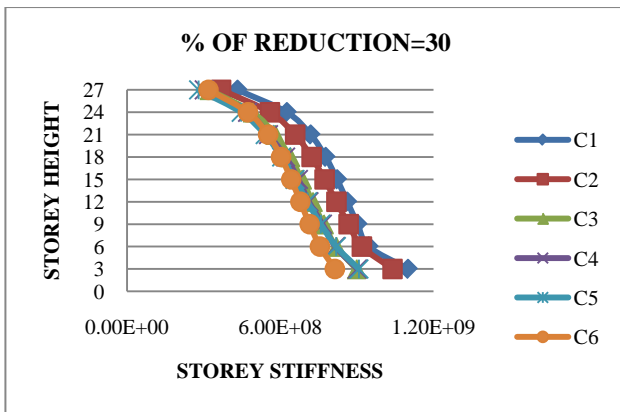 % OF REDUCTION=30
STOREY HEIGHT
27
24
21
18
15
12
9
6
3
0
0.00E+00 6.00E+08 1.20E+09
STOREY STIFFNESS
C1
C2
C3
C4
C5
C6